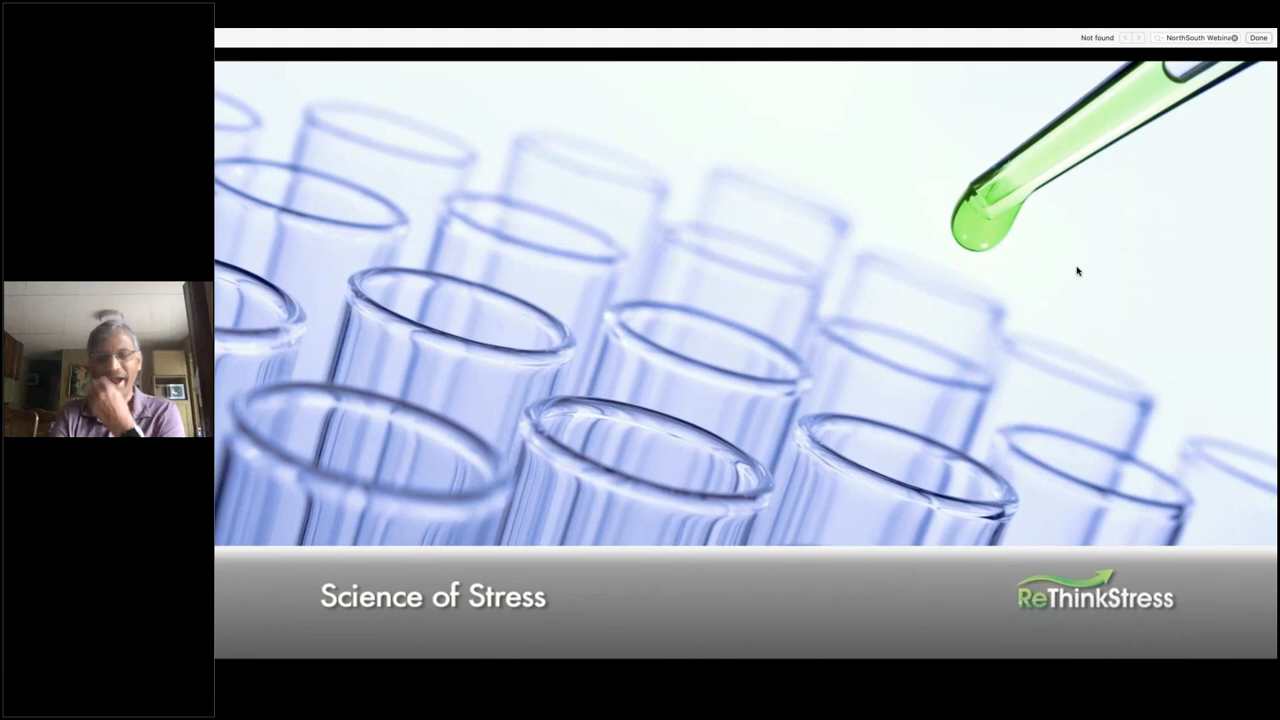 Not found
NorthSouth Webina
Done
Science of Stress
ReThinkStress